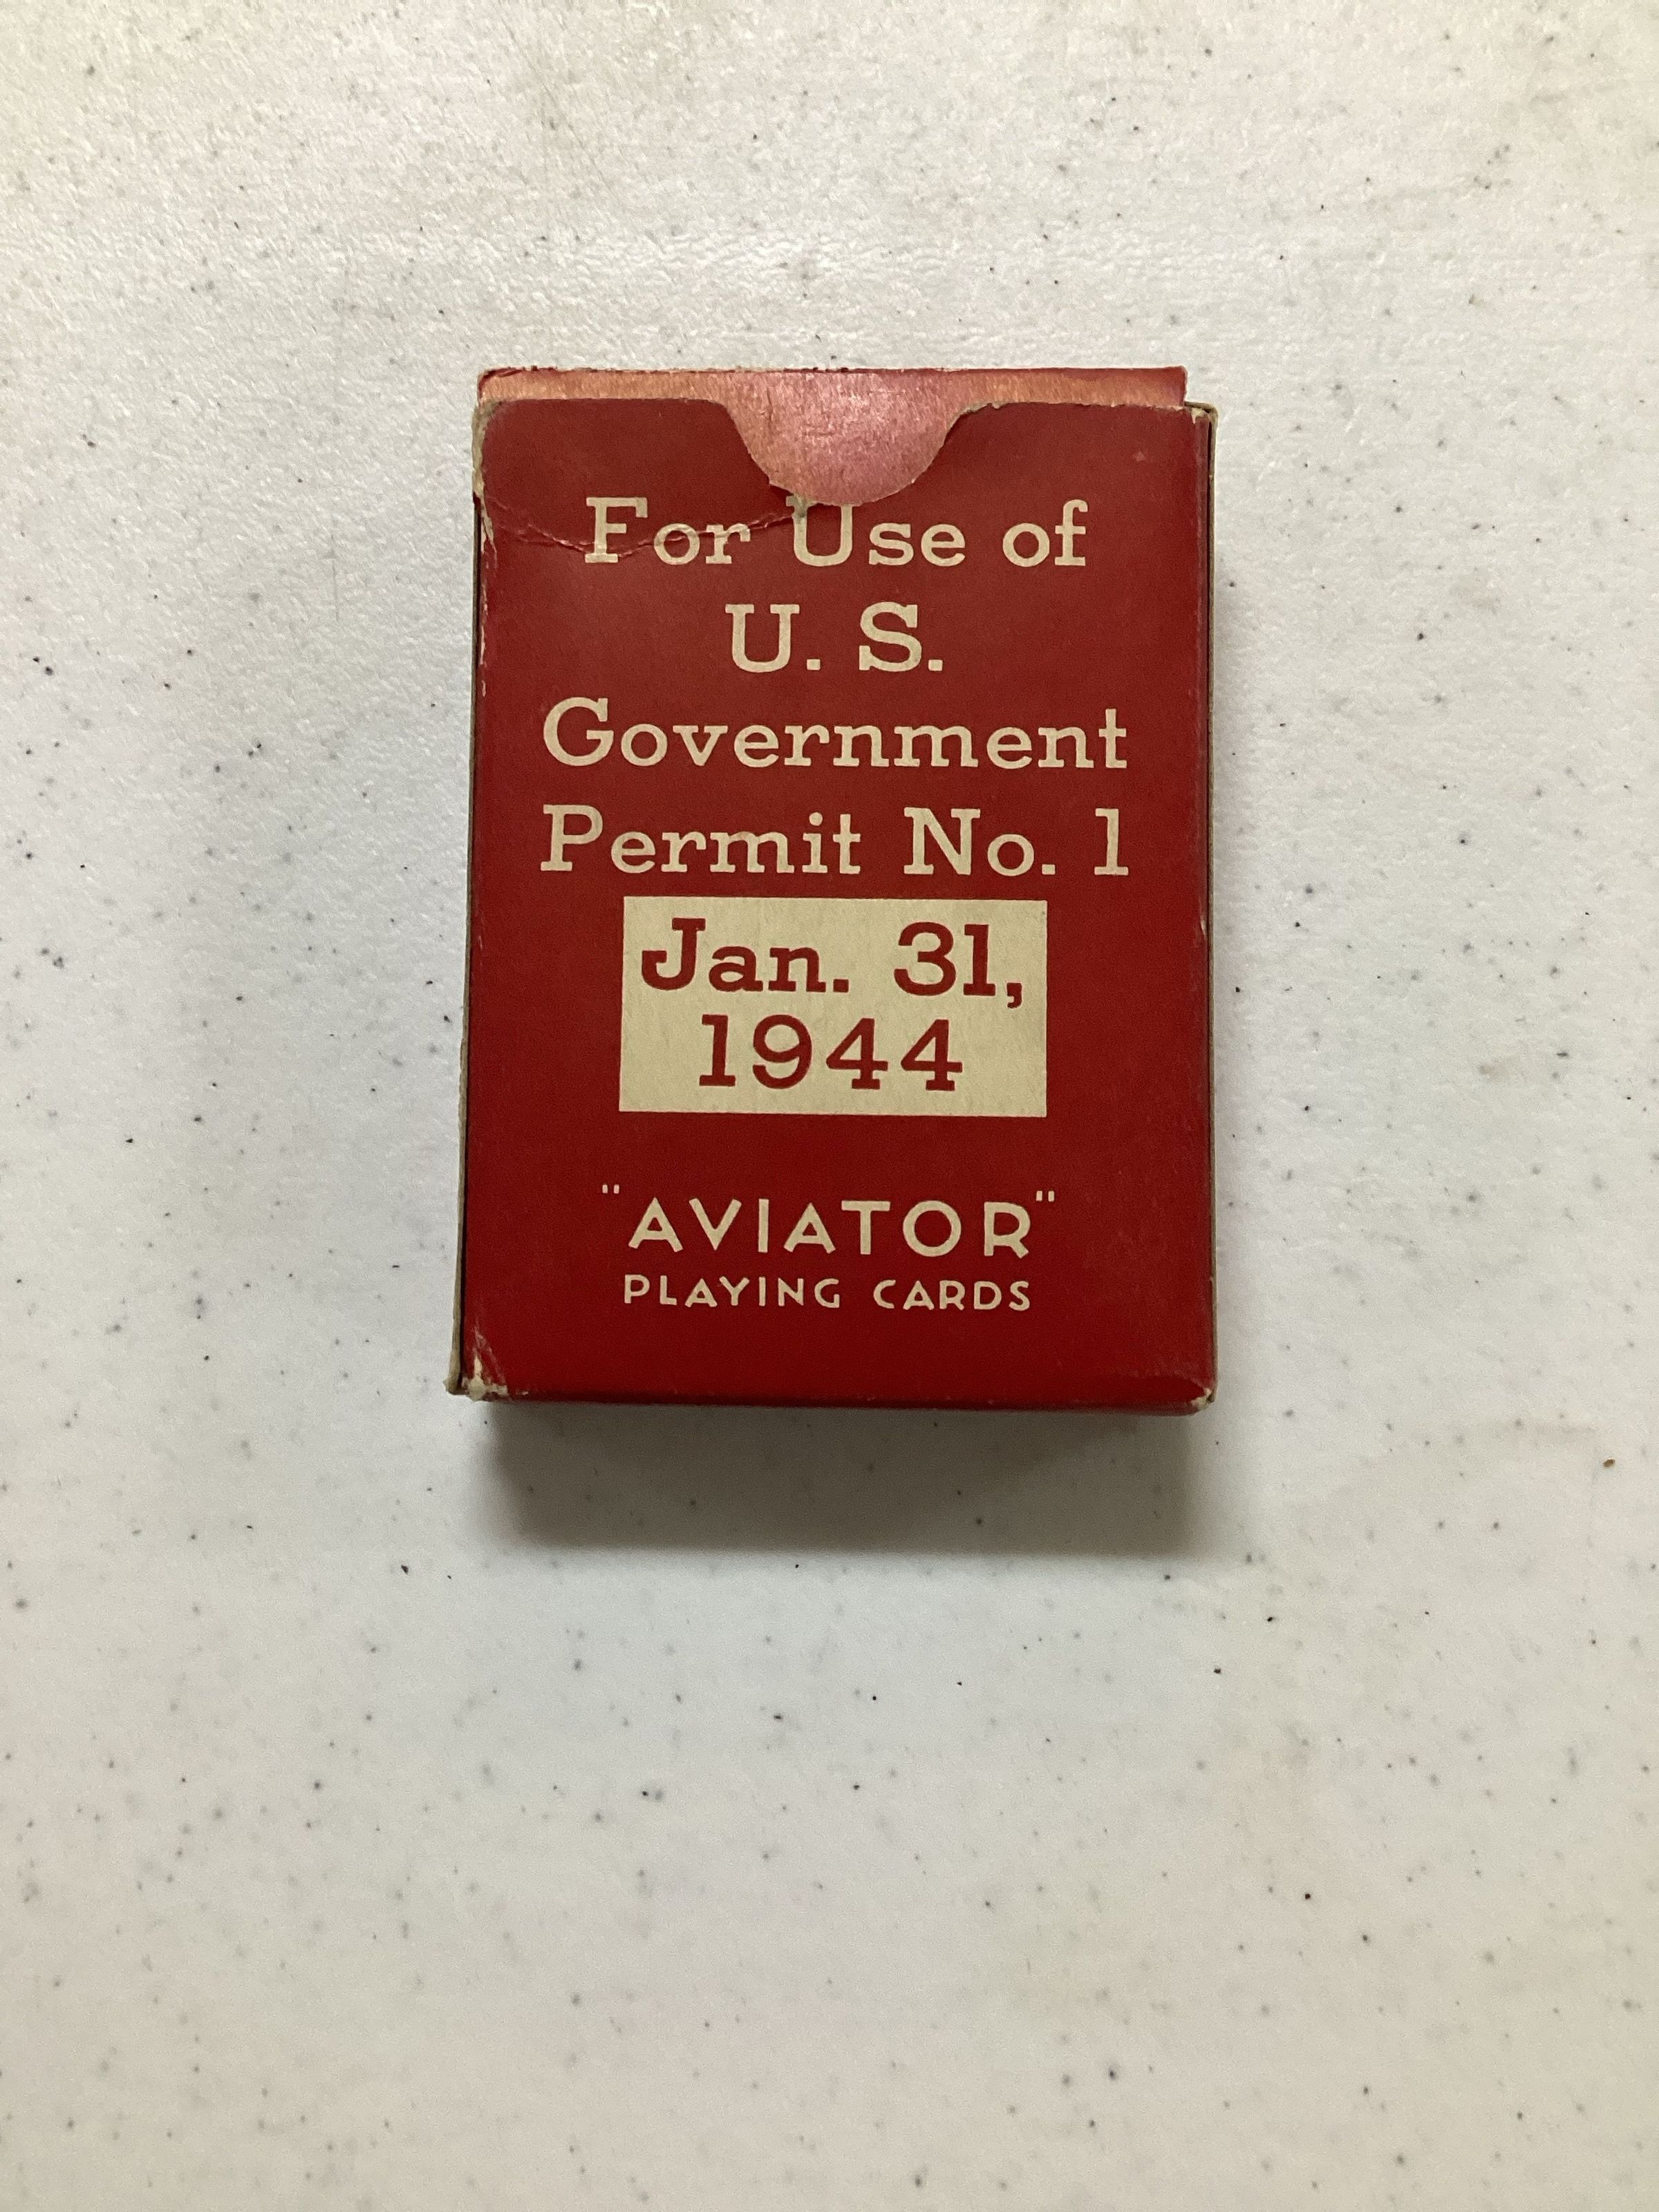 For Use of
U. S.
Government
Permit No. 1
Jan. 31,
1944
"AVIATOR"
PLAYING CARDS